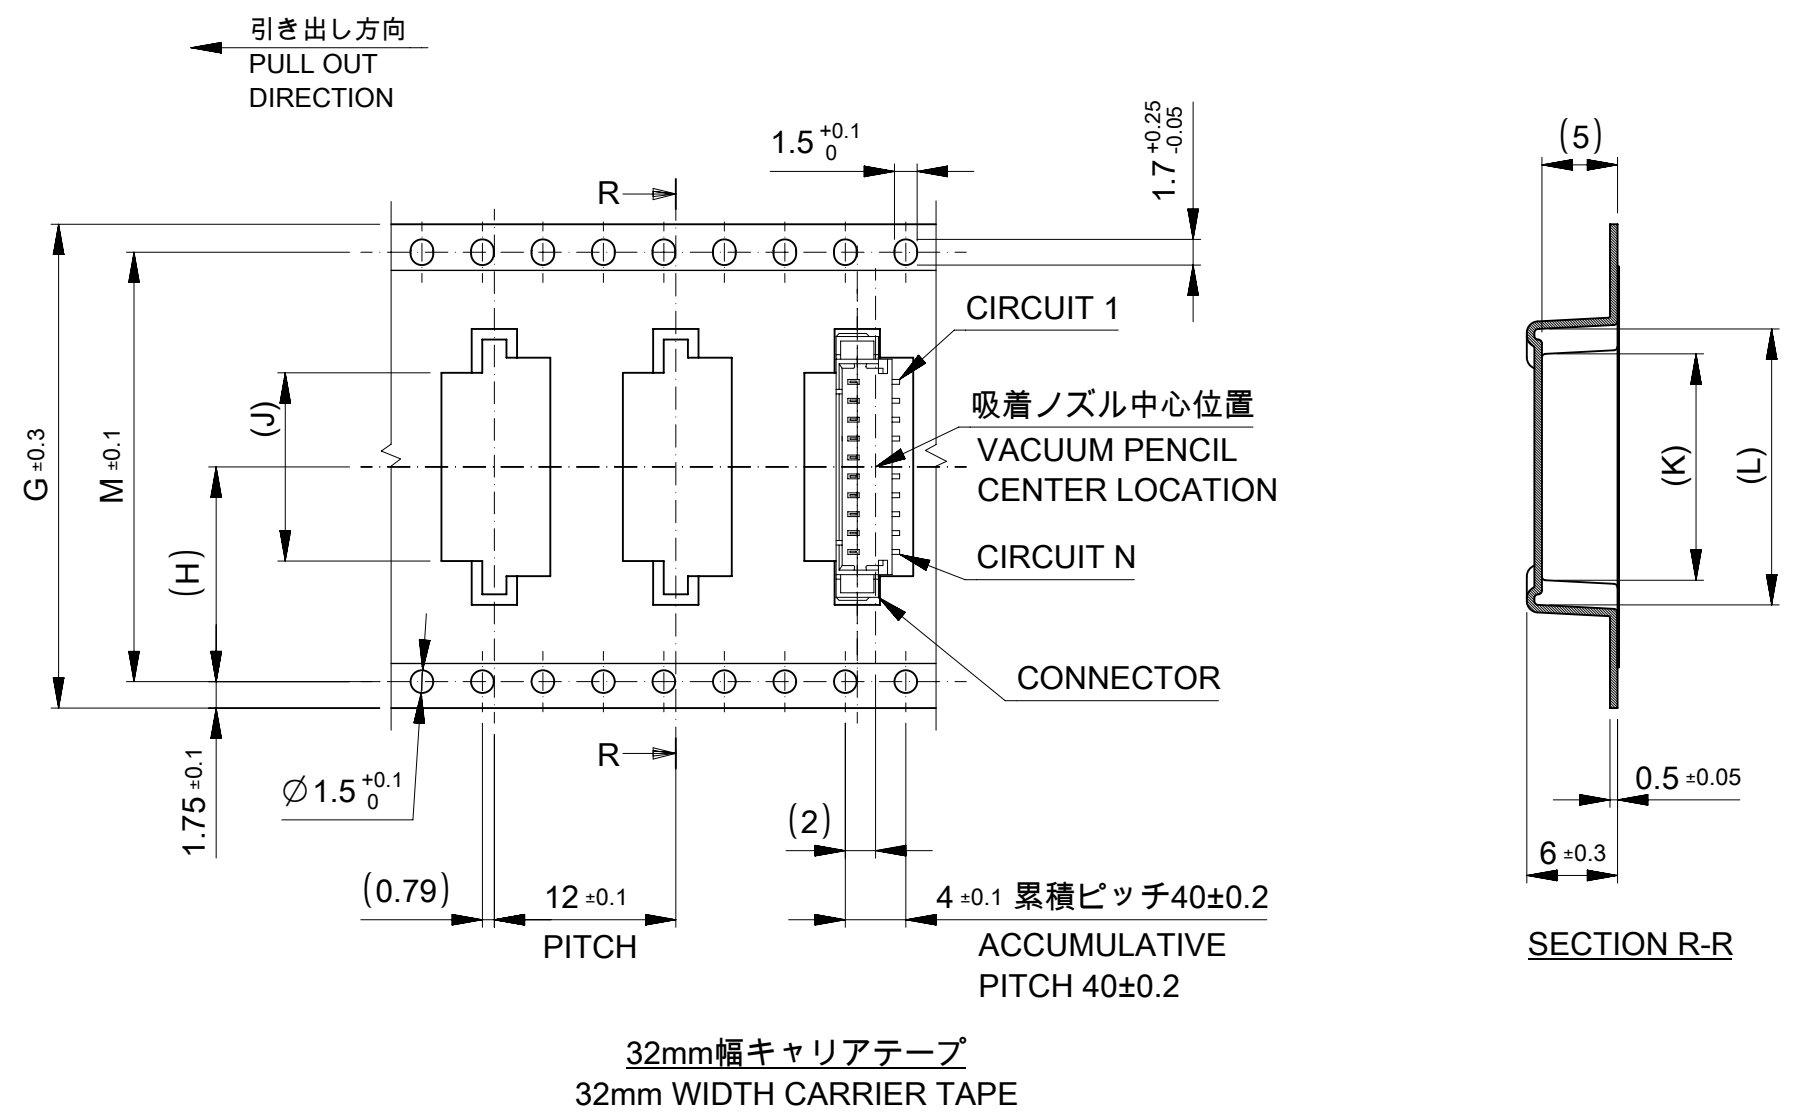 引き出し方向
PULL OUT
DIRECTION
1.5 +0.1 0
1.7 +0.25 -0.05
(5)
R
CIRCUIT 1
吸着ノズル中心位置
VACUUM PENCIL
CENTER LOCATION
CIRCUIT N
CONNECTOR
G ±0.3
M ±0.1
(J)
(H)
(K)
(L)
R
1.75 ±0.1
∅1.5 +0.1 0
(2)
0.5 ±0.05
6 ±0.3
(0.79)
12 ±0.1
PITCH
4 ±0.1 累積ピッチ40±0.2
ACCUMULATIVE
PITCH 40±0.2
SECTION R-R
32mm幅キャリアテープ
32mm WIDTH CARRIER TAPE